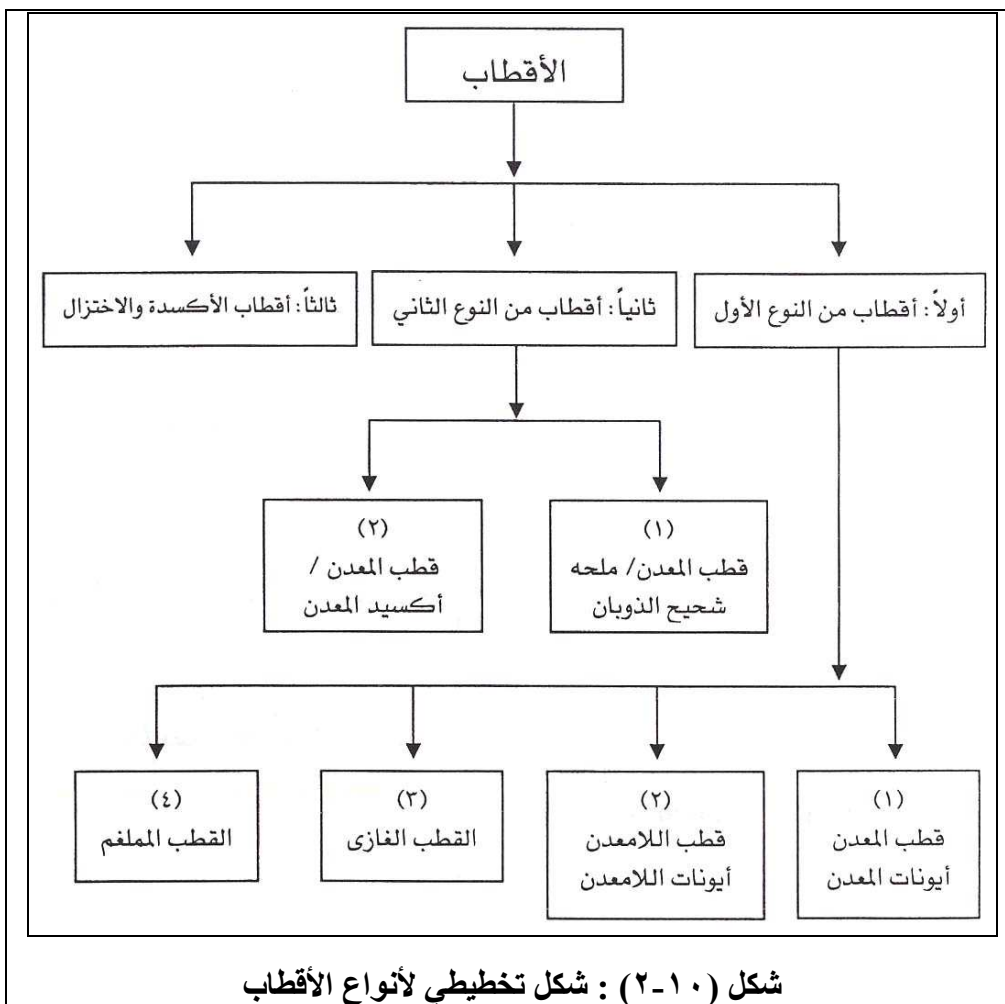 الأقطاب
أولاً: أقطاب من النوع الأول
ثانياً: أقطاب من النوع الثاني
ثالثاً: أقطاب الأكسدة والاختزال
(١)
قطب المعدن/ ملحه
شحيح الذوبان
(٢)
قطب المعدن /
أكسيد المعدن
(١)
قطب المعدن
أيونات المعدن
(٢)
قطب اللامعدن
أيونات اللامعدن
(٣)
القطب الغازى
(٤)
القطب المملغم
شكل (١٠-٢) : شكل تخطيطي لأنواع الأقطاب